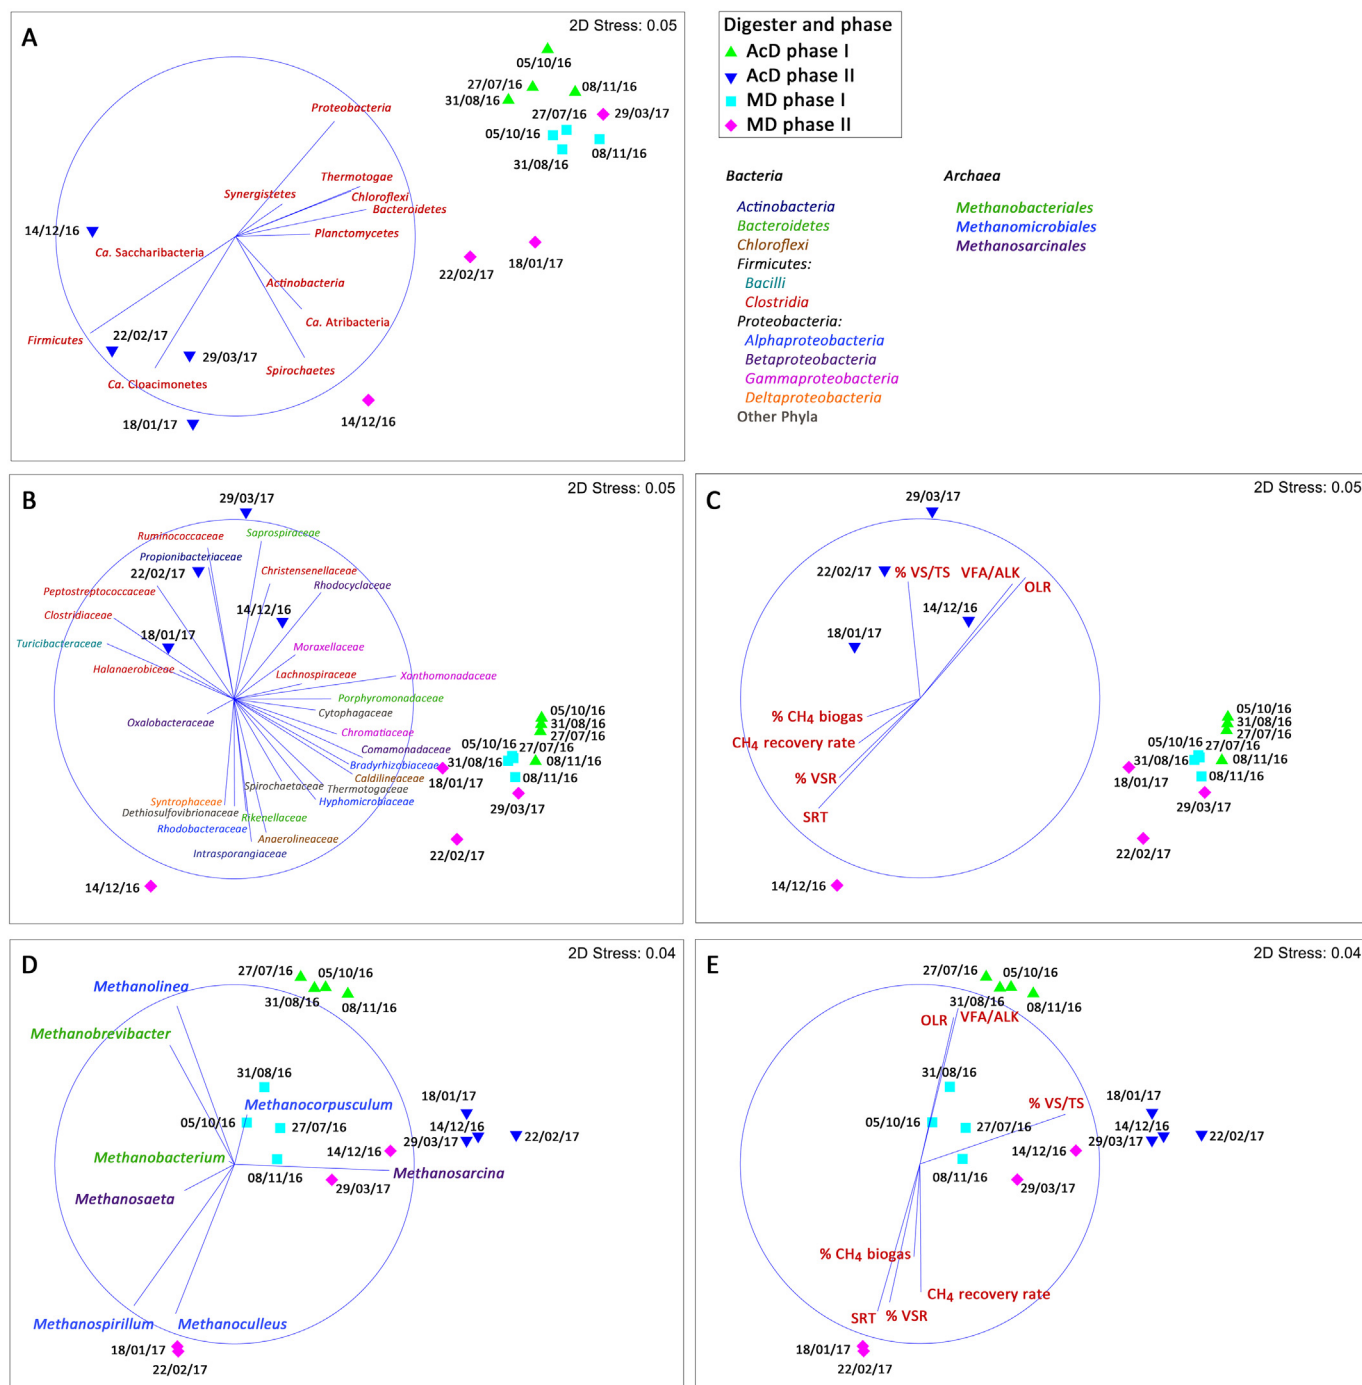 A
2D Stress: 0.05
05/10/16
27/07/16
08/11/16
31/08/16
27/07/16
29/03/17
05/10/16
31/08/16
08/11/16
Proteobacteria
Thermotogae
Synergistetes
Chloroflexi
Bacteroidetes
Planctomycetes
14/12/16
Ca. Saccharibacteria
22/02/17
18/01/17
Actinobacteria
Ca. Atribacteria
Firmicutes
22/02/17
29/03/17
Spirochaetes
Ca. Cloacimonetes
18/01/17
14/12/16
Digester and phase
AcD phase I
AcD phase II
MD phase I
MD phase II
Bacteria
Actinobacteria
Bacteroidetes
Chloroflexi
Firmicutes:
Bacilli
Clostridia
Proteobacteria:
Alphaproteobacteria
Betaproteobacteria
Gammaproteobacteria
Deltaproteobacteria
Other Phyla
Archaea
Methanobacteriales
Methanomicrobiales
Methanosarcinales
B
2D Stress: 0.05
29/03/17
Ruminococcaceae
Saprospiraceae
Propionibacteriaceae
22/02/17
Christensenellaceae
Peptostreptococcaceae
Rhodocyclaceae
Clostridiaceae
14/12/16
18/01/17
Turicibacteraceae
Moraxellaceae
Halanaerobiceae
Lachnospiraceae
Xanthomonadaceae
Porphyromonadaceae
Cytophagaceae
Oxalobacteraceae
Chromatiaceae
05/10/16
31/08/16
27/07/16
05/10/16
27/07/16
Comamonadaceae
31/08/16
08/11/16
Bradyrhizobiaceae
Caldilineaceae
18/01/17
08/11/16
Spirochaetaceae
Thermotogaceae
29/03/17
Syntrophaceae
Hyphomicrobiaceae
Dethiosulfovibrionaceae
Rikenellaceae
Rhodobacteraceae
Anaerolineaceae
22/02/17
Intrasporangiaceae
14/12/16
C
2D Stress: 0.05
29/03/17
22/02/17
% VS/TS
VFA/ALK
OLR
14/12/16
18/01/17
% CH4 biogas
CH4 recovery rate
% VSR
SRT
05/10/16
31/08/16
27/07/16
05/10/16
27/07/16
31/08/16
08/11/16
18/01/17
08/11/16
29/03/17
22/02/17
14/12/16
D
2D Stress: 0.04
27/07/16
05/10/16
31/08/16
08/11/16
Methanolinea
Methanobrevibacter
31/08/16
Methanocorpusculum
05/10/16
27/07/16
18/01/17
14/12/16
29/03/17
22/02/17
14/12/16
Methanobacterium
08/11/16
Methanosarcina
29/03/17
Methanosaeta
Methanospirillum
Methanoculleus
18/01/17
22/02/17
E
2D Stress: 0.04
27/07/16
05/10/16
31/08/16
08/11/16
OLR
VFA/ALK
31/08/16
% VS/TS
05/10/16
27/07/16
18/01/17
14/12/16
29/03/17
22/02/17
14/12/16
08/11/16
29/03/17
% CH4 biogas
CH4 recovery rate
SRT
% VSR
18/01/17
22/02/17